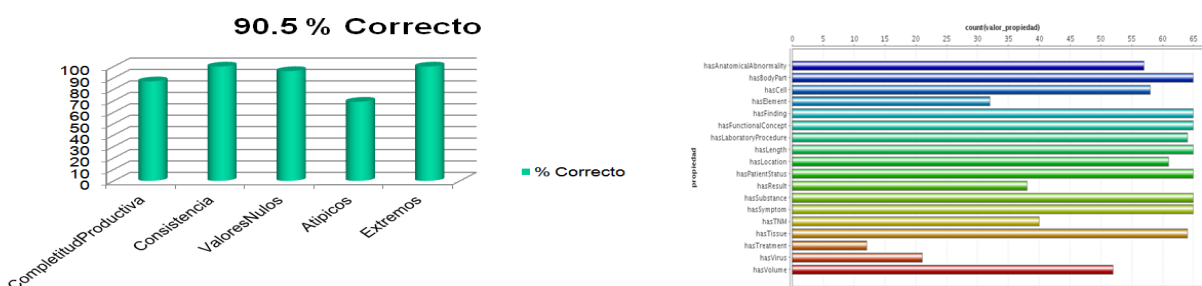 90.5 % Correcto
100
90
80
70
60
50
40
30
20
10
0
CompletitudProductiva
Consistencia
ValoresNulos
Atipicos
Extremos
% Correcto
count(valor_propiedad)
0 5 10 15 20 25 30 35 40 45 50 55 60 65
propiedad
hasAnatomicalAbnormality
hasBodyPart
hasCell
hasElement
hasFinding
hasFunctionalConcept
hasLaboratoryProcedure
hasLength
hasLocation
hasPatientStatus
hasResult
hasSubstance
hasSymptom
hasTNM
hasTissue
hasTreatment
hasVirus
hasVolume